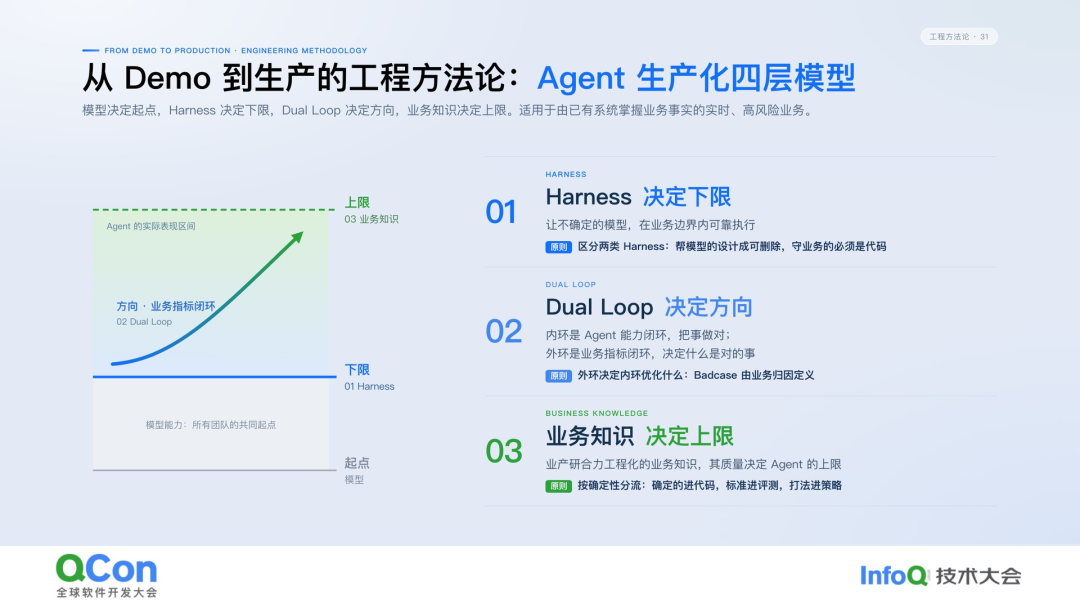 FROM DEMO TO PRODUCTION · ENGINEERING METHODOLOGY
工程方法论 · 31
从 Demo 到生产的工程方法论：Agent 生产化四层模型
模型决定起点，Harness 决定下限，Dual Loop 决定方向，业务知识决定上限。适用于由已有系统掌握业务事实的实时、高风险业务。
上限
03 业务知识
Agent 的实际表现区间
方向 · 业务指标闭环
02 Dual Loop
下限
01 Harness
模型能力：所有团队的共同起点
起点
模型
HARNESS
01
Harness 决定下限
让不确定的模型，在业务边界内可靠执行
原则 区分两类 Harness：帮模型的设计成可删除，守业务的必须是代码
DUAL LOOP
02
Dual Loop 决定方向
内环是 Agent 能力闭环，把事做对；
外环是业务指标闭环，决定什么是对的事
原则 外环决定内环优化什么：Badcase 由业务归因定义
BUSINESS KNOWLEDGE
03
业务知识 决定上限
业产研合力工程化的业务知识，其质量决定 Agent 的上限
原则 按确定性分流：确定的进代码，标准进评测，打法进策略
QCon
全球软件开发大会
InfoQ 技术大会